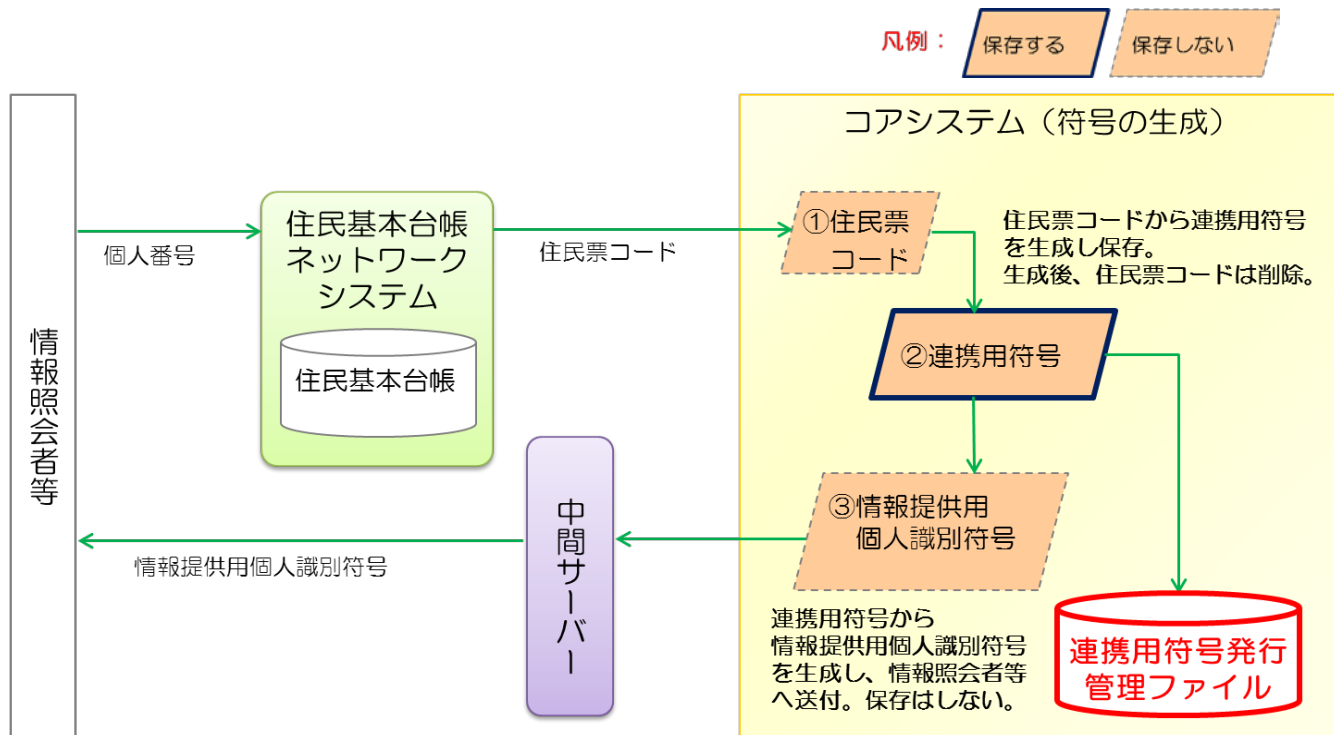 凡例：
保存する
保存しない
コアシステム（符号の生成）
情報照会者等
個人番号
住民基本台帳
ネットワーク
システム
住民基本台帳
住民票コード
①住民票
コード
住民票コードから連携用符号
を生成し保存。
生成後、住民票コードは削除。
②連携用符号
③情報提供用
個人識別符号
中間サーバー
情報提供用個人識別符号
連携用符号から
情報提供用個人識別符号
を生成し、情報照会者等
へ送付。保存はしない。
連携用符号発行
管理ファイル